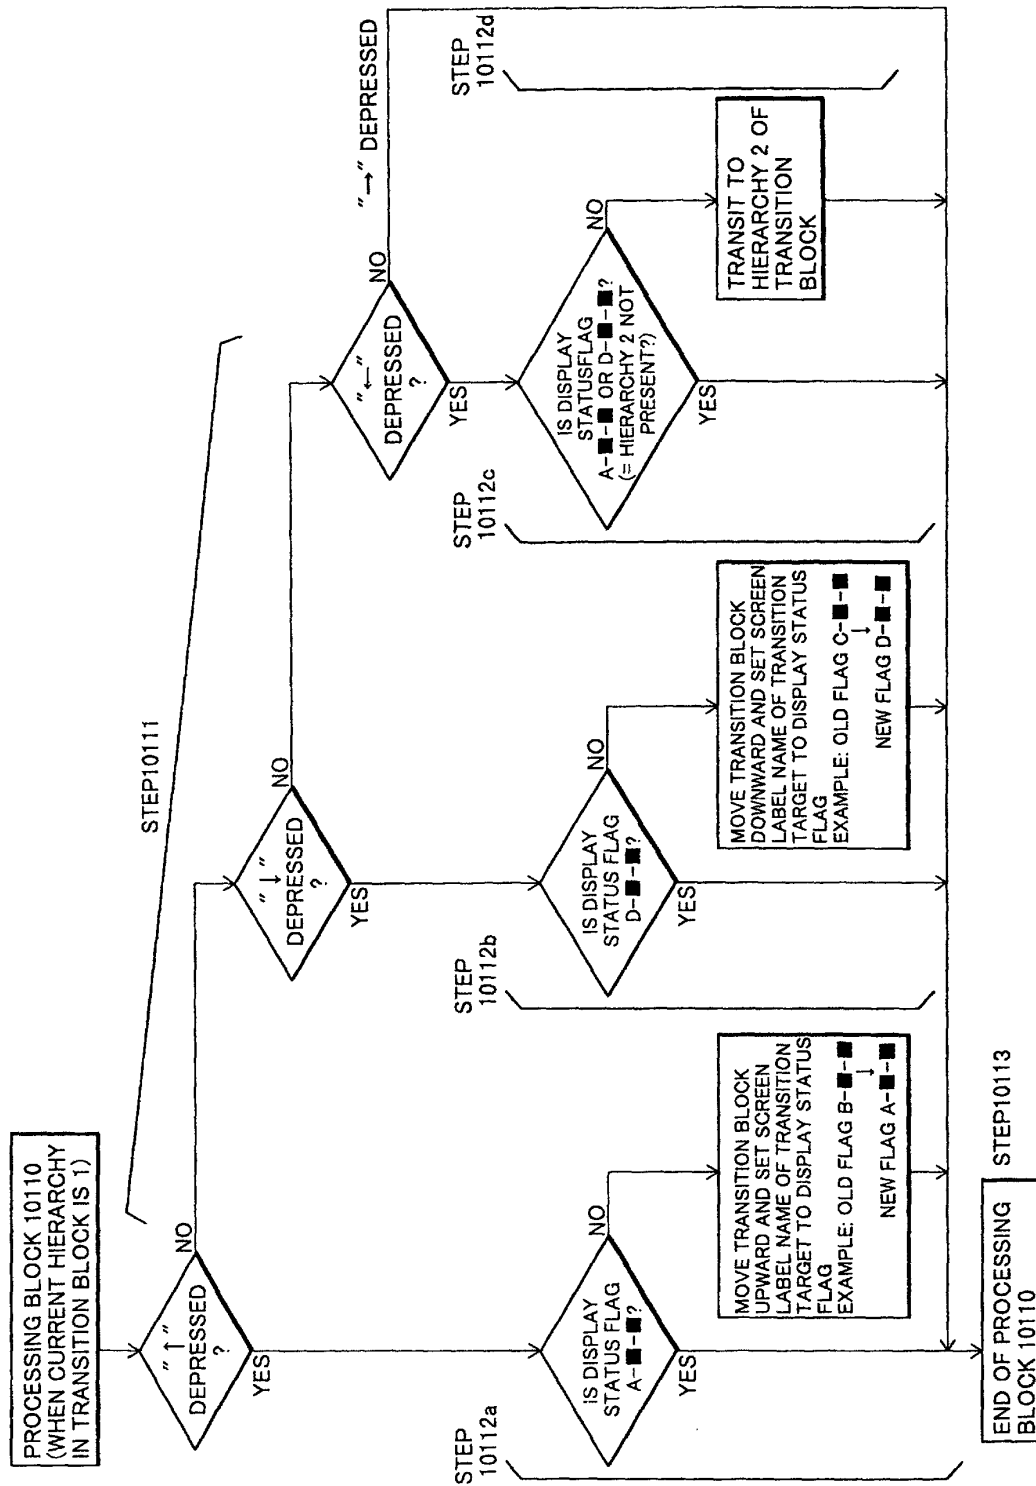 PROCESSING BLOCK 10110
(WHEN CURRENT HIERARCHY
IN TRANSITION BLOCK IS 1)
STEP10111
"↑"
DEPRESSED
?
NO
YES
"↓"
DEPRESSED
?
NO
YES
"←"
DEPRESSED
?
NO
YES
"→" DEPRESSED
STEP
10112a
IS DISPLAY
STATUS FLAG
A-■-■?
NO
YES
MOVE TRANSITION BLOCK
UPWARD AND SET SCREEN
LABEL NAME OF TRANSITION
TARGET TO DISPLAY STATUS
FLAG
EXAMPLE: OLD FLAG B-■-■
↓
NEW FLAG A-■-■
STEP
10112b
IS DISPLAY
STATUS FLAG
D-■-■?
NO
YES
MOVE TRANSITION BLOCK
DOWNWARD AND SET SCREEN
LABEL NAME OF TRANSITION
TARGET TO DISPLAY STATUS
FLAG
EXAMPLE: OLD FLAG C-■-■
↓
NEW FLAG D-■-■
STEP
10112c
IS DISPLAY
STATUSFLAG
A-■-■ OR D-■-■?
(= HIERARCHY 2 NOT
PRESENT?)
NO
YES
TRANSIT TO
HIERARCHY 2 OF
TRANSITION
BLOCK
STEP
10112d
END OF PROCESSING
BLOCK 10110
STEP10113